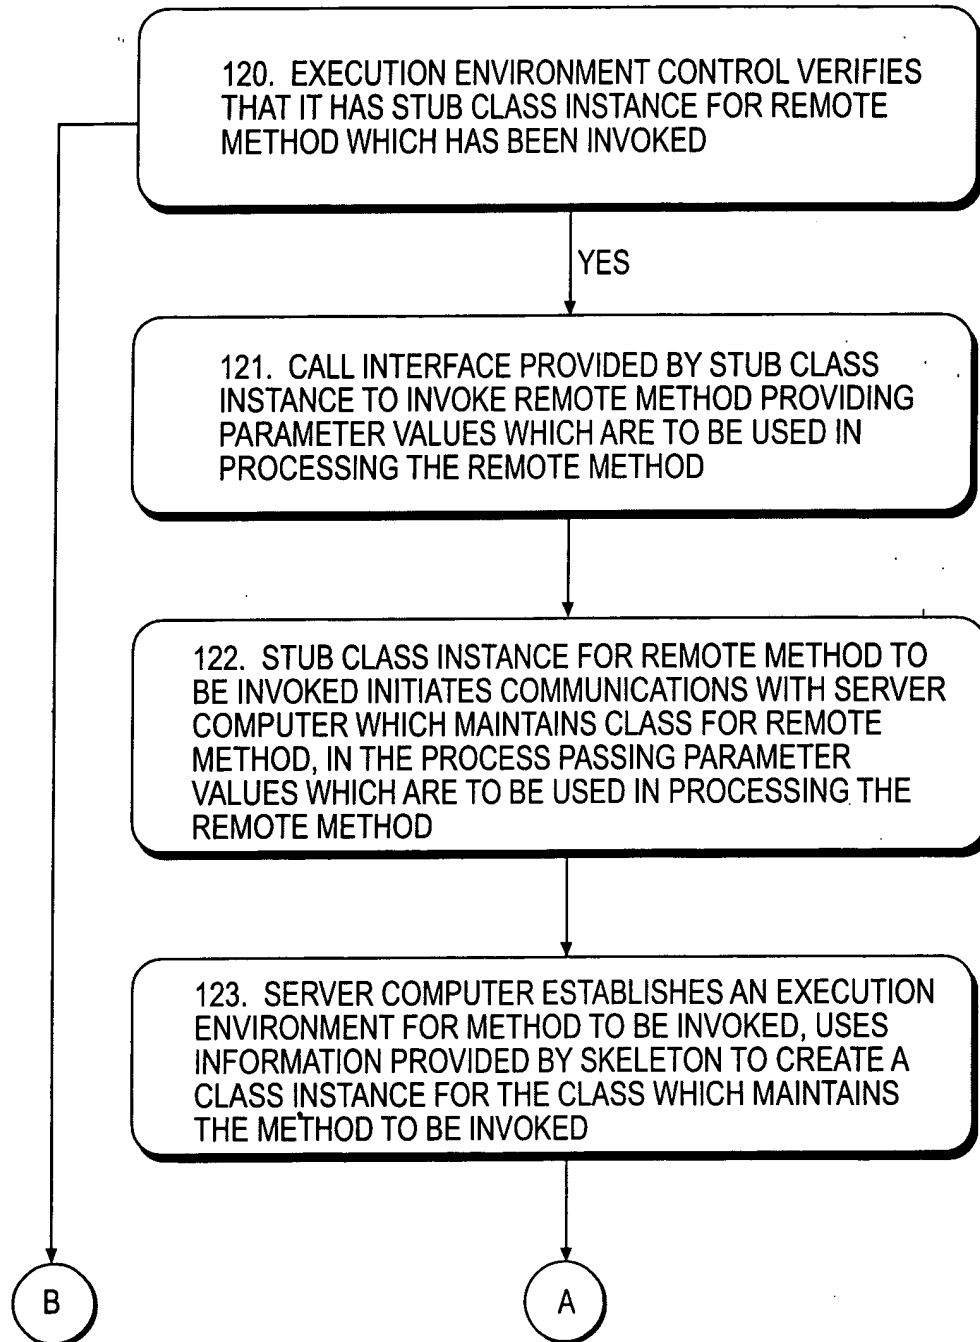 120. EXECUTION ENVIRONMENT CONTROL VERIFIES
THAT IT HAS STUB CLASS INSTANCE FOR REMOTE
METHOD WHICH HAS BEEN INVOKED
YES
121. CALL INTERFACE PROVIDED BY STUB CLASS
INSTANCE TO INVOKE REMOTE METHOD PROVIDING
PARAMETER VALUES WHICH ARE TO BE USED IN
PROCESSING THE REMOTE METHOD
122. STUB CLASS INSTANCE FOR REMOTE METHOD TO
BE INVOKED INITIATES COMMUNICATIONS WITH SERVER
COMPUTER WHICH MAINTAINS CLASS FOR REMOTE
METHOD, IN THE PROCESS PASSING PARAMETER
VALUES WHICH ARE TO BE USED IN PROCESSING THE
REMOTE METHOD
123. SERVER COMPUTER ESTABLISHES AN EXECUTION
ENVIRONMENT FOR METHOD TO BE INVOKED, USES
INFORMATION PROVIDED BY SKELETON TO CREATE A
CLASS INSTANCE FOR THE CLASS WHICH MAINTAINS
THE METHOD TO BE INVOKED
B
A